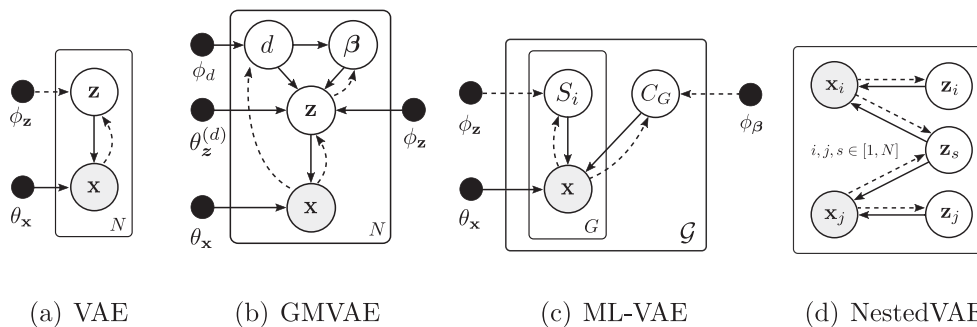 z
ϕ_z
x
θ_x
N
(a) VAE
d
β
ϕ_d
z
θ_z^(d)
ϕ_z
x
θ_x
N
(b) GMVAE
S_i
C_G
ϕ_z
ϕ_β
x
θ_x
G
𝒢
(c) ML-VAE
x_i
z_i
i, j, s ∈ [1, N]
z_s
x_j
z_j
(d) NestedVAE